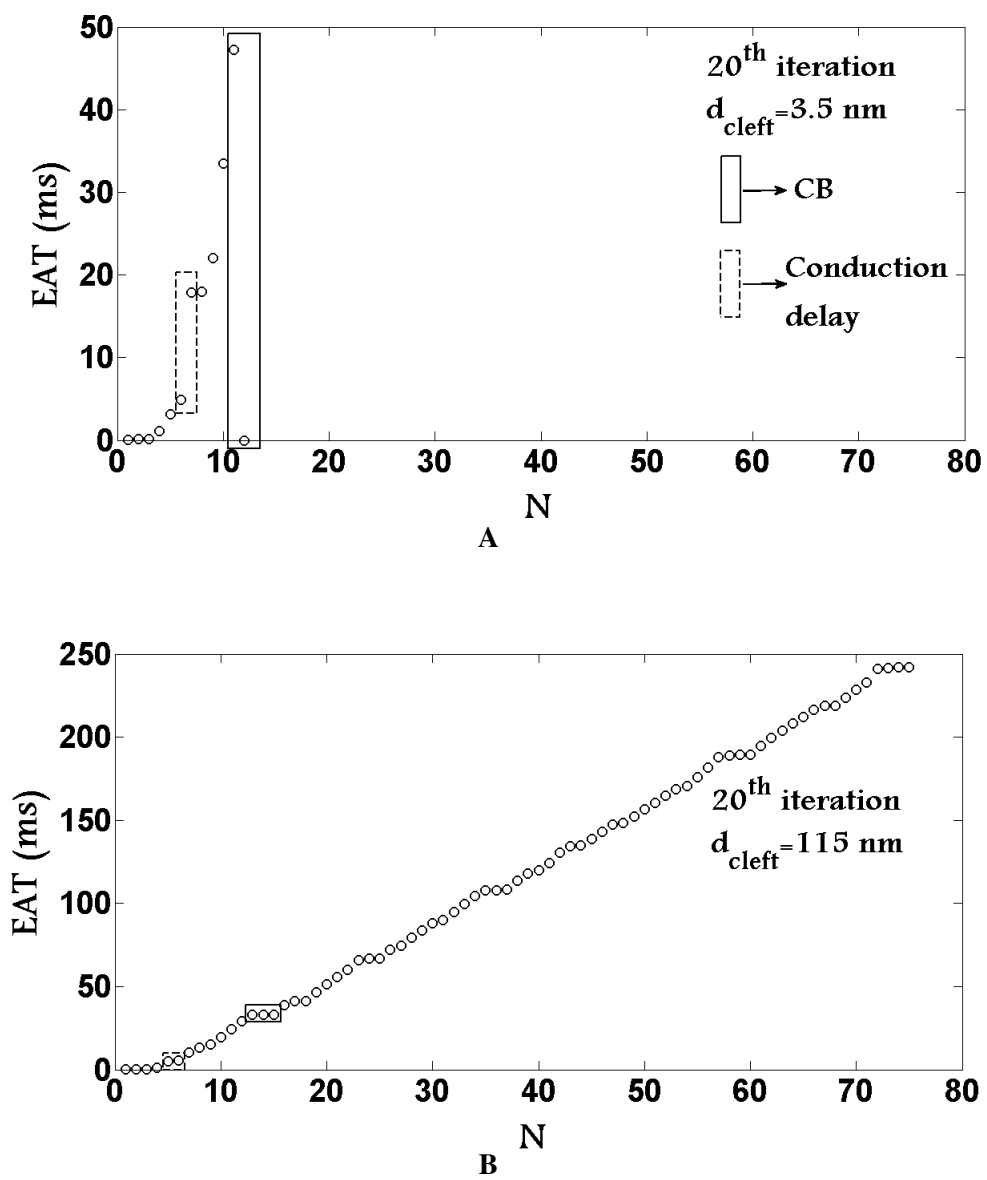 50
40
30
20
10
0
EAT (ms)
20th iteration
dcleft=3.5 nm
CB
Conduction
delay
0 10 20 30 40 50 60 70 80
N
A
250
200
150
100
50
0
EAT (ms)
20th iteration
dcleft=115 nm
0 10 20 30 40 50 60 70 80
N
B